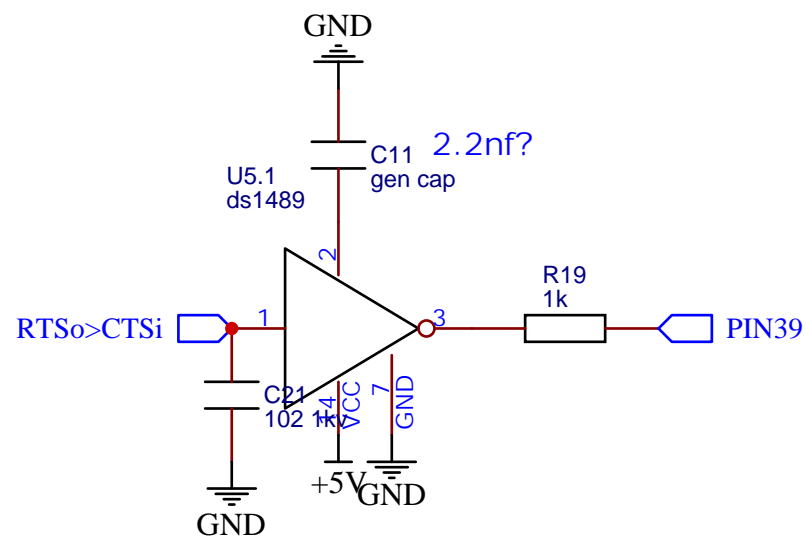 GND
2.2nf?
C11
gen cap
U5.1
ds1489
2
R19
1k
RTSo>CTSi
1
3
PIN39
C21
102 1kv
14
VCC
7
GND
+5V
GND
GND